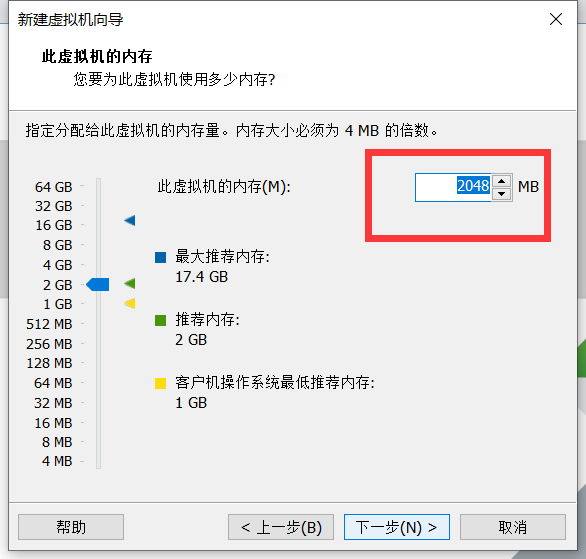 新建虚拟机向导
此虚拟机的内存
您要为此虚拟机使用多少内存?
指定分配给此虚拟机的内存量。内存大小必须为 4 MB 的倍数。
此虚拟机的内存(M):
2048 MB
64 GB
32 GB
16 GB
8 GB
4 GB
2 GB
1 GB
512 MB
256 MB
128 MB
64 MB
32 MB
16 MB
8 MB
4 MB
最大推荐内存:
17.4 GB
推荐内存:
2 GB
客户机操作系统最低推荐内存:
1 GB
帮助
< 上一步(B)
下一步(N) >
取消